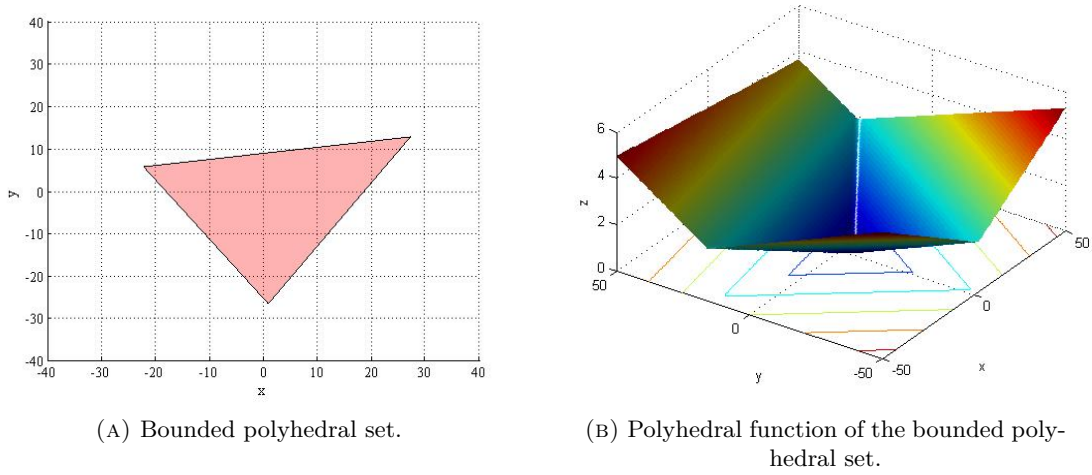 40
30
20
10
0
-10
-20
-30
-40
-40 -30 -20 -10 0 10 20 30 40
x
y
6
4
2
0
z
50
0
-50
y
-50
0
50
x
(A) Bounded polyhedral set.
(B) Polyhedral function of the bounded poly-
hedral set.